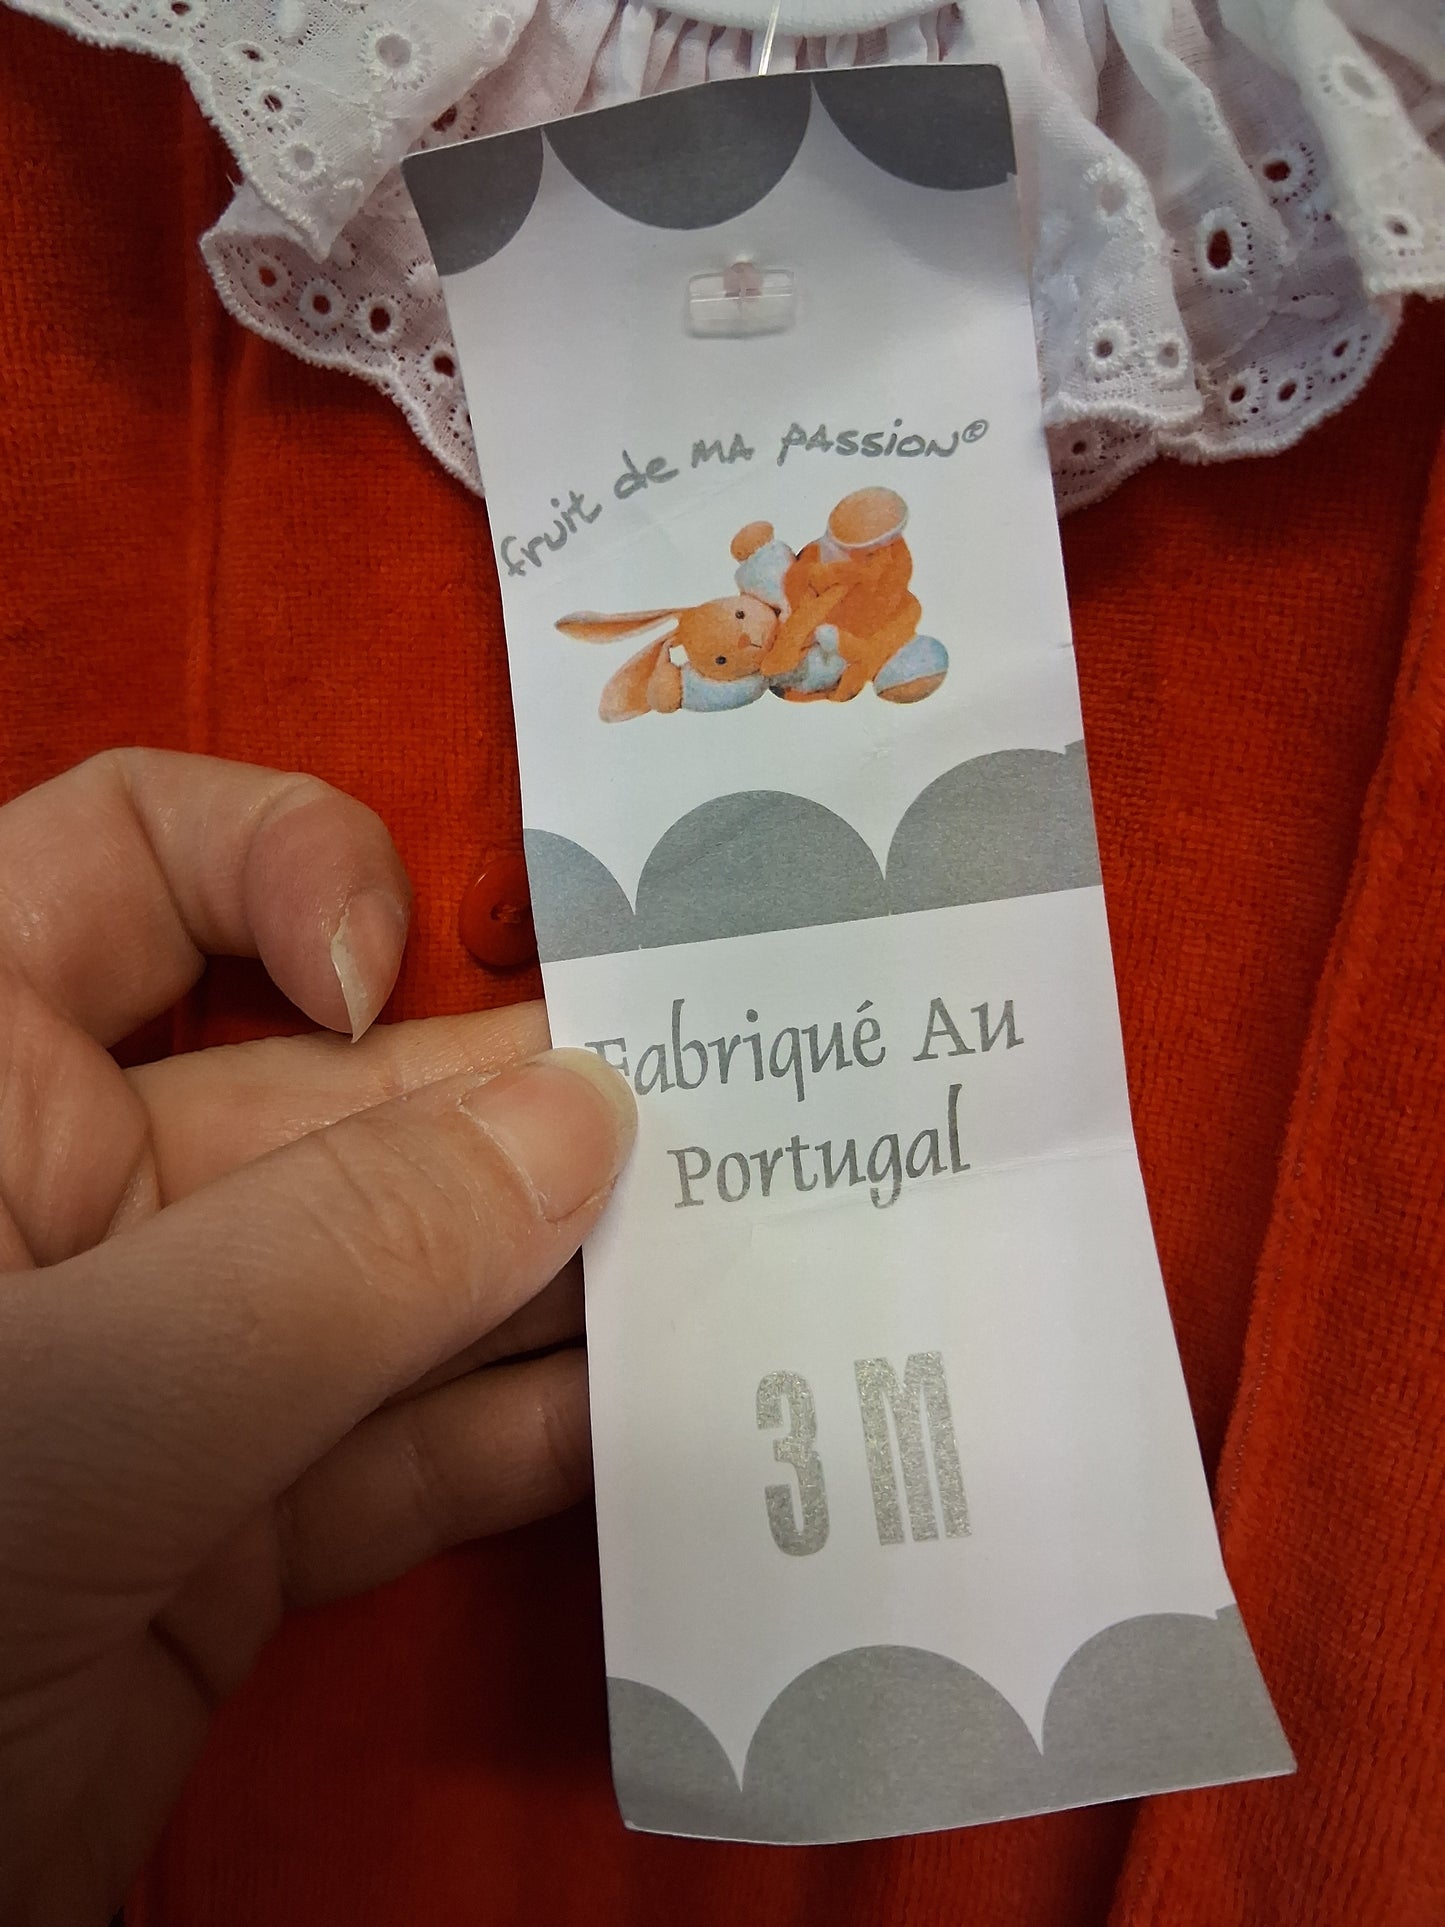 fruit de MA PASSION®
Fabriqué Au
Portugal
3 M